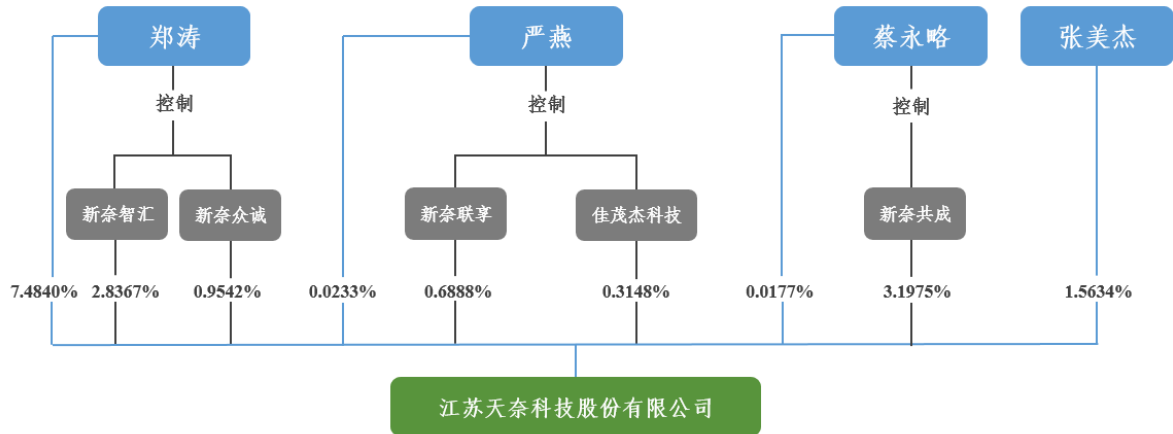 郑涛
严燕
蔡永略
张美杰
控制
控制
控制
新奈智汇
新奈众诚
新奈联享
佳茂杰科技
新奈共成
7.4840%
2.8367%
0.9542%
0.0233%
0.6888%
0.3148%
0.0177%
3.1975%
1.5634%
江苏天奈科技股份有限公司